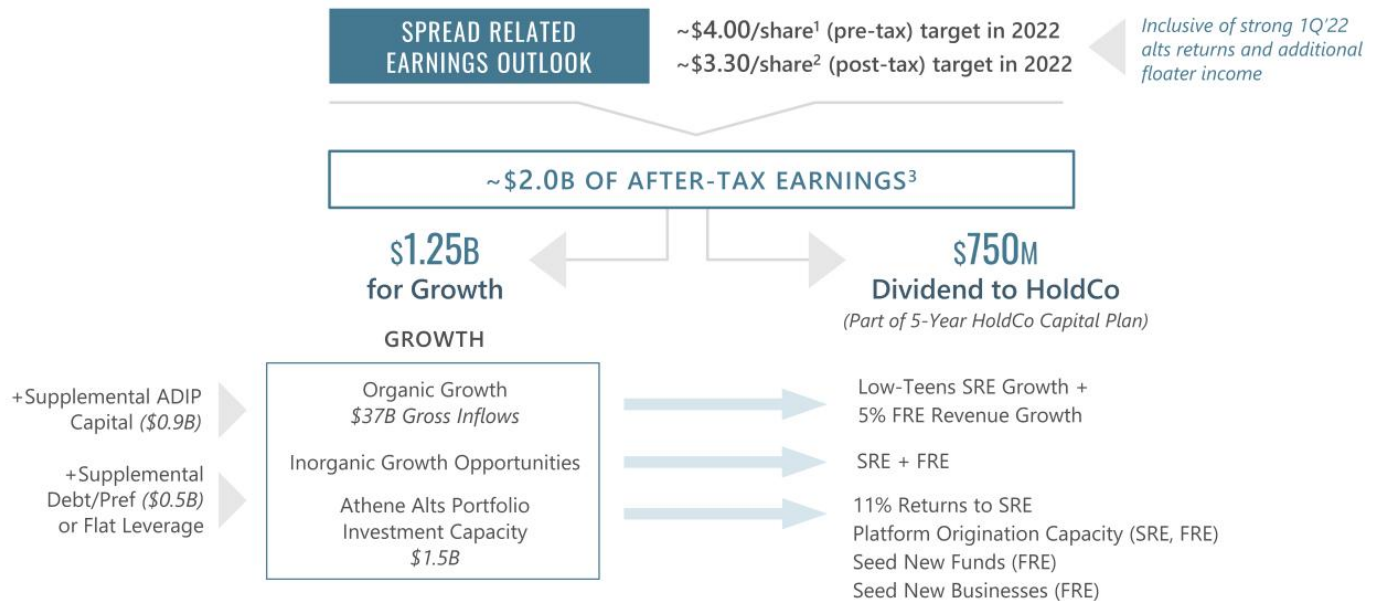 SPREAD RELATED
EARNINGS OUTLOOK
~$4.00/share¹ (pre-tax) target in 2022
~$3.30/share² (post-tax) target in 2022
Inclusive of strong 1Q'22
alts returns and additional
floater income
~$2.0B OF AFTER-TAX EARNINGS³
$1.25B
for Growth
$750M
Dividend to HoldCo
(Part of 5-Year HoldCo Capital Plan)
GROWTH
+Supplemental ADIP
Capital ($0.9B)
+Supplemental
Debt/Pref ($0.5B)
or Flat Leverage
Organic Growth
$37B Gross Inflows
Inorganic Growth Opportunities
Athene Alts Portfolio
Investment Capacity
$1.5B
Low-Teens SRE Growth +
5% FRE Revenue Growth
SRE + FRE
11% Returns to SRE
Platform Origination Capacity (SRE, FRE)
Seed New Funds (FRE)
Seed New Businesses (FRE)